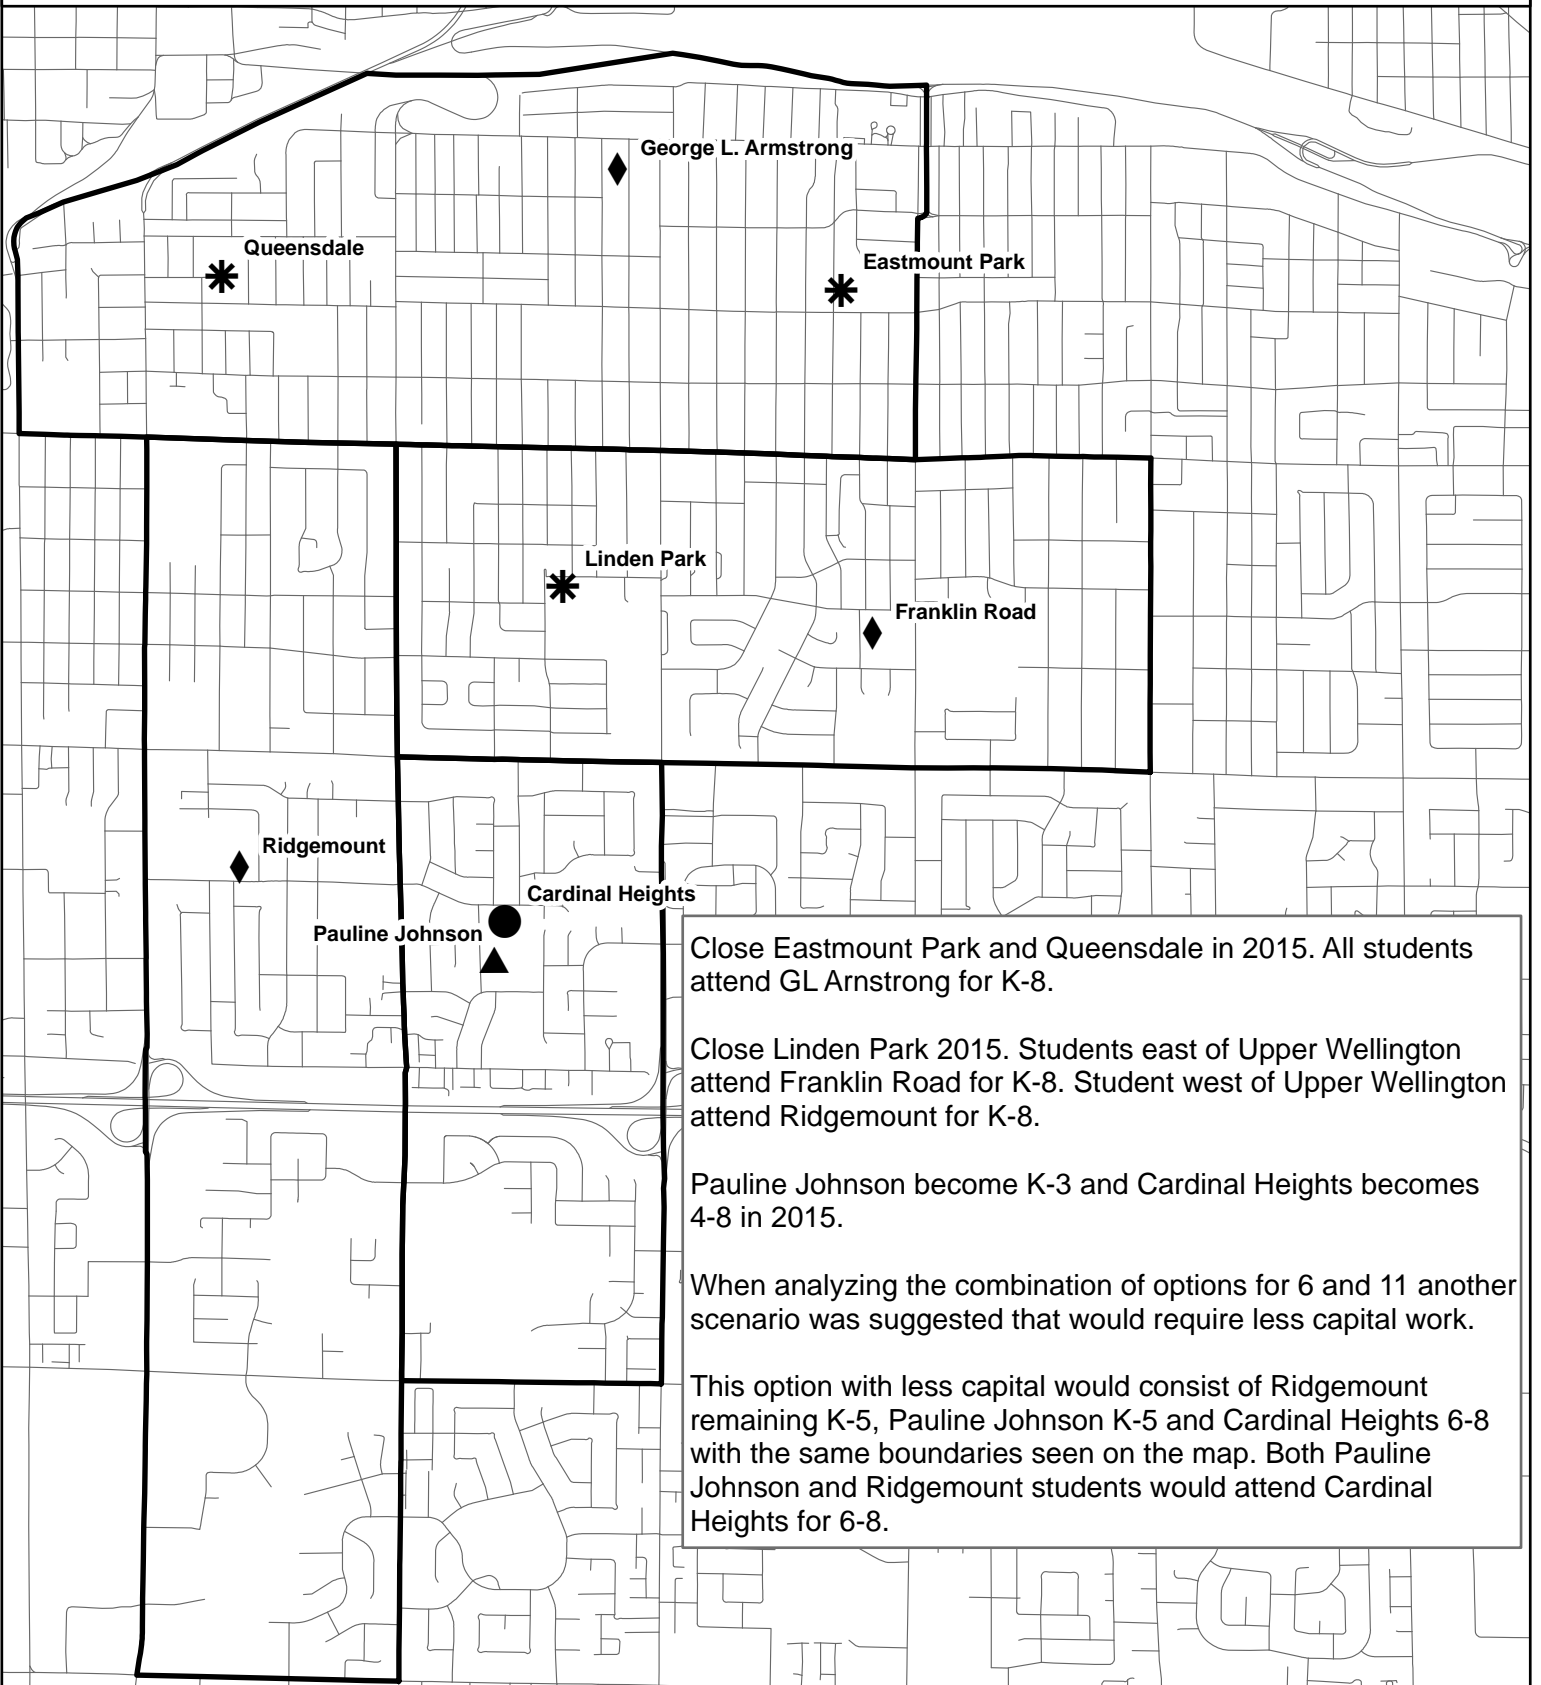 George L. Armstrong
Queensdale
Eastmount Park
Linden Park
Franklin Road
Ridgemount
Cardinal Heights
Pauline Johnson
Close Eastmount Park and Queensdale in 2015. All students
attend GL Arnstrong for K-8.
Close Linden Park 2015. Students east of Upper Wellington
attend Franklin Road for K-8. Student west of Upper Wellington
attend Ridgemount for K-8.
Pauline Johnson become K-3 and Cardinal Heights becomes
4-8 in 2015.
When analyzing the combination of options for 6 and 11 another
scenario was suggested that would require less capital work.
This option with less capital would consist of Ridgemount
remaining K-5, Pauline Johnson K-5 and Cardinal Heights 6-8
with the same boundaries seen on the map. Both Pauline
Johnson and Ridgemount students would attend Cardinal
Heights for 6-8.